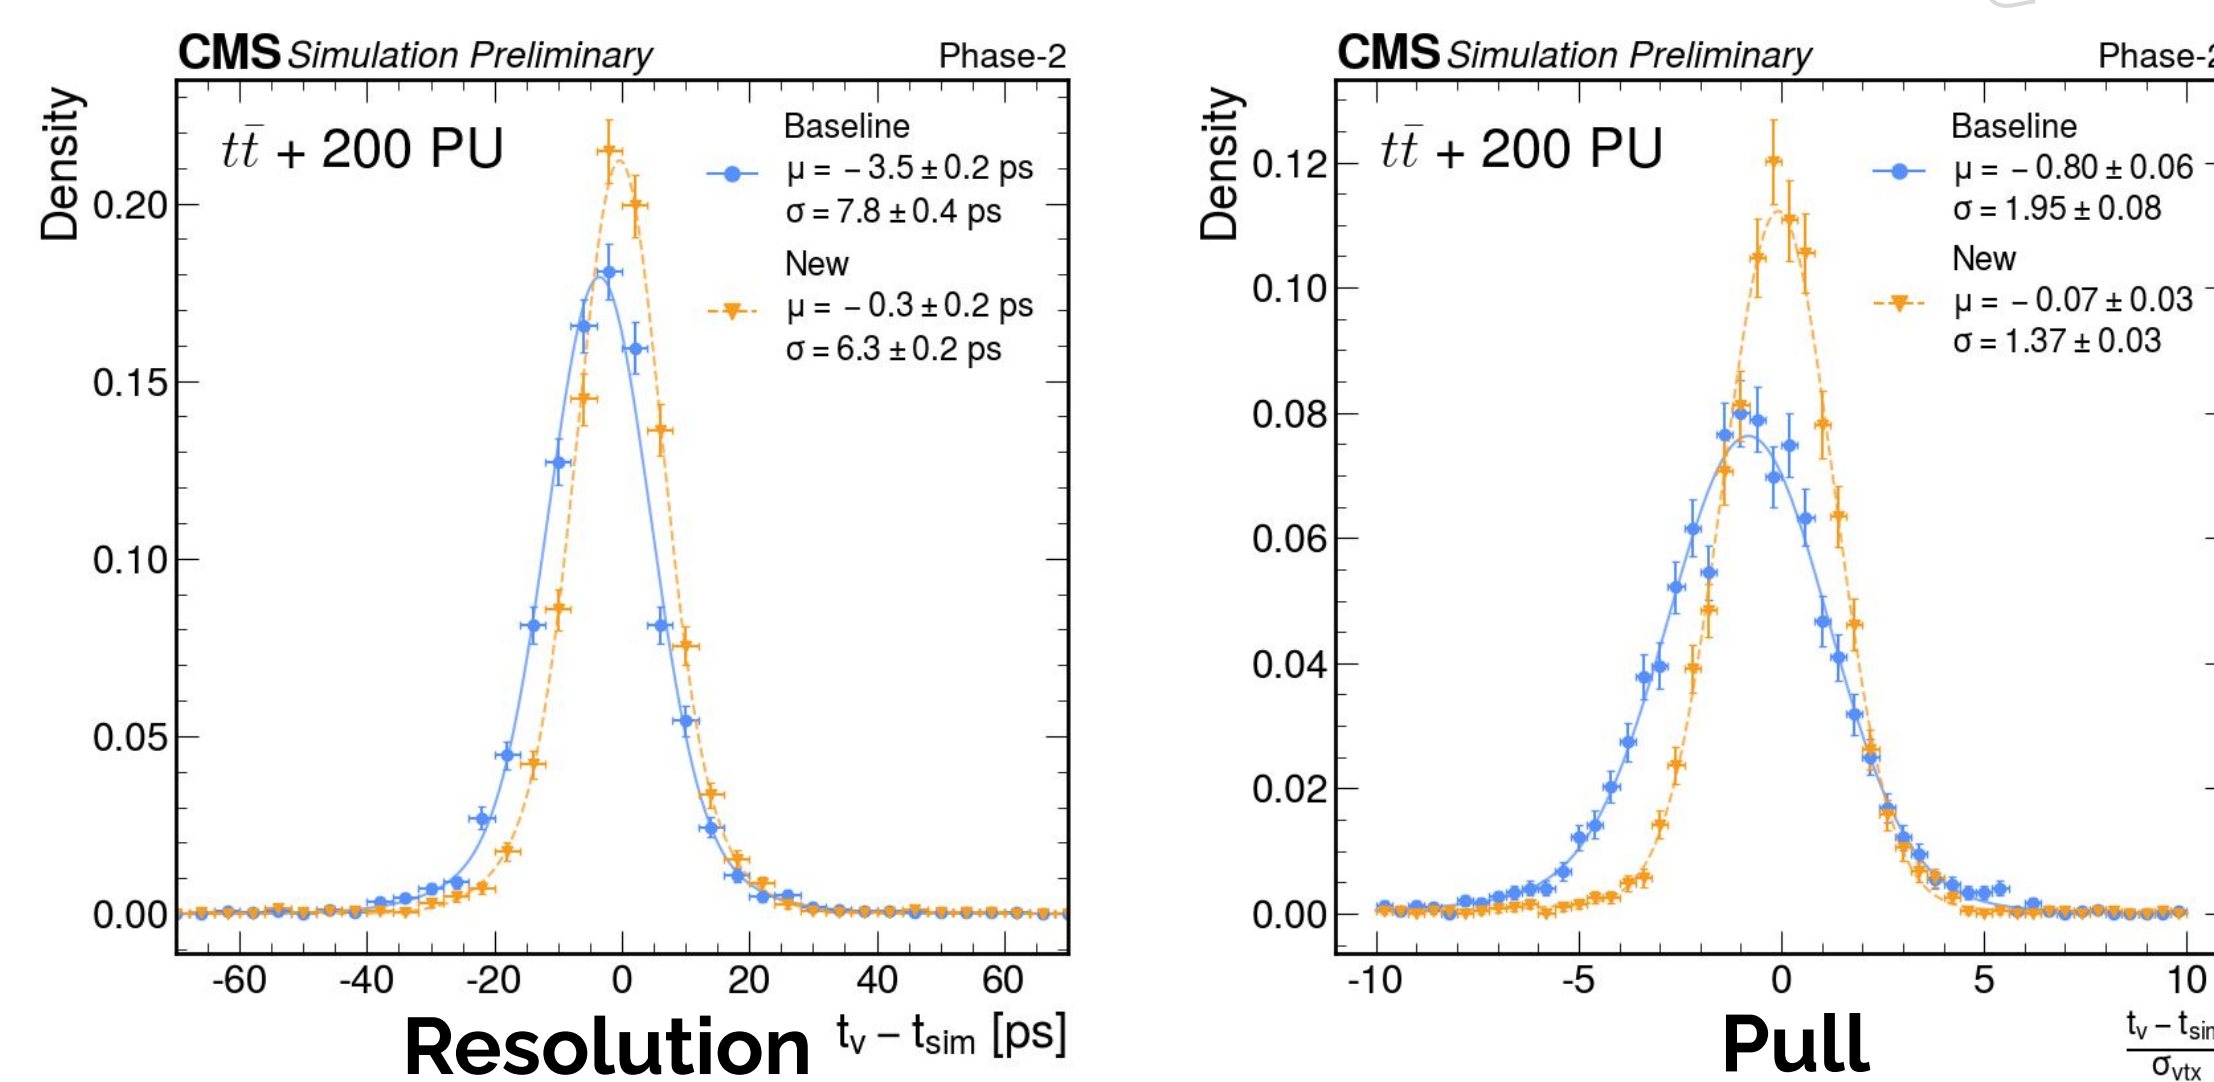 CMS Simulation Preliminary Phase-2
Density
tt̄ + 200 PU
Baseline
μ = − 3.5 ± 0.2 ps
σ = 7.8 ± 0.4 ps
New
μ = − 0.3 ± 0.2 ps
σ = 6.3 ± 0.2 ps
0.20
0.15
0.10
0.05
0.00
-60 -40 -20 0 20 40 60
Resolution t_v − t_sim [ps]
CMS Simulation Preliminary Phase-2
Density
tt̄ + 200 PU
Baseline
μ = − 0.80 ± 0.06
σ = 1.95 ± 0.08
New
μ = − 0.07 ± 0.03
σ = 1.37 ± 0.03
0.12
0.10
0.08
0.06
0.04
0.02
0.00
-10 -5 0 5 10
Pull
t_v − t_sim
σ_vtx